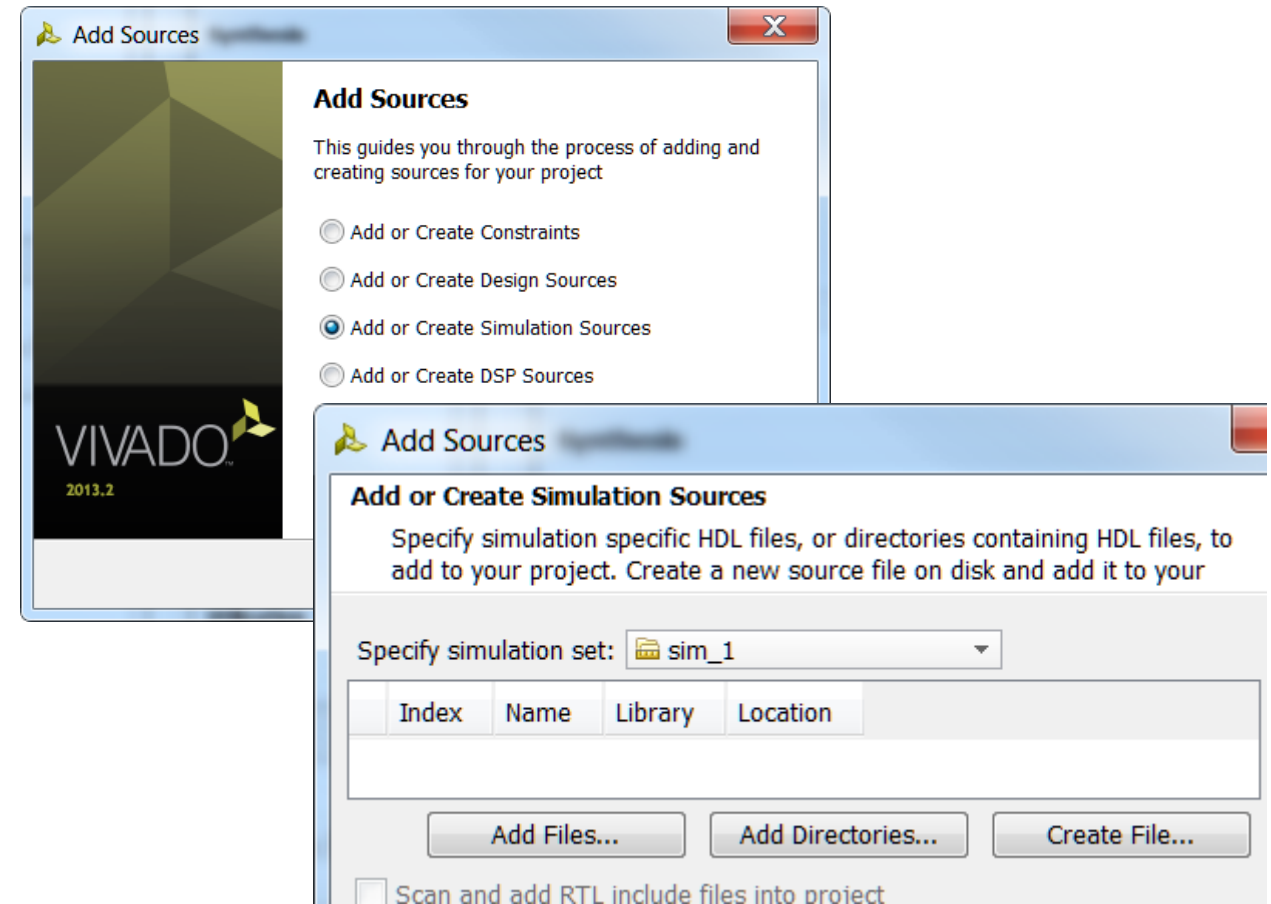 Add Sources
Add Sources
This guides you through the process of adding and
creating sources for your project
Add or Create Constraints
Add or Create Design Sources
Add or Create Simulation Sources
Add or Create DSP Sources
VIVADO
2013.2
Add Sources
Add or Create Simulation Sources
Specify simulation specific HDL files, or directories containing HDL files, to
add to your project. Create a new source file on disk and add it to your
Specify simulation set: sim_1
Index Name Library Location
Add Files... Add Directories... Create File...
Scan and add RTL include files into project